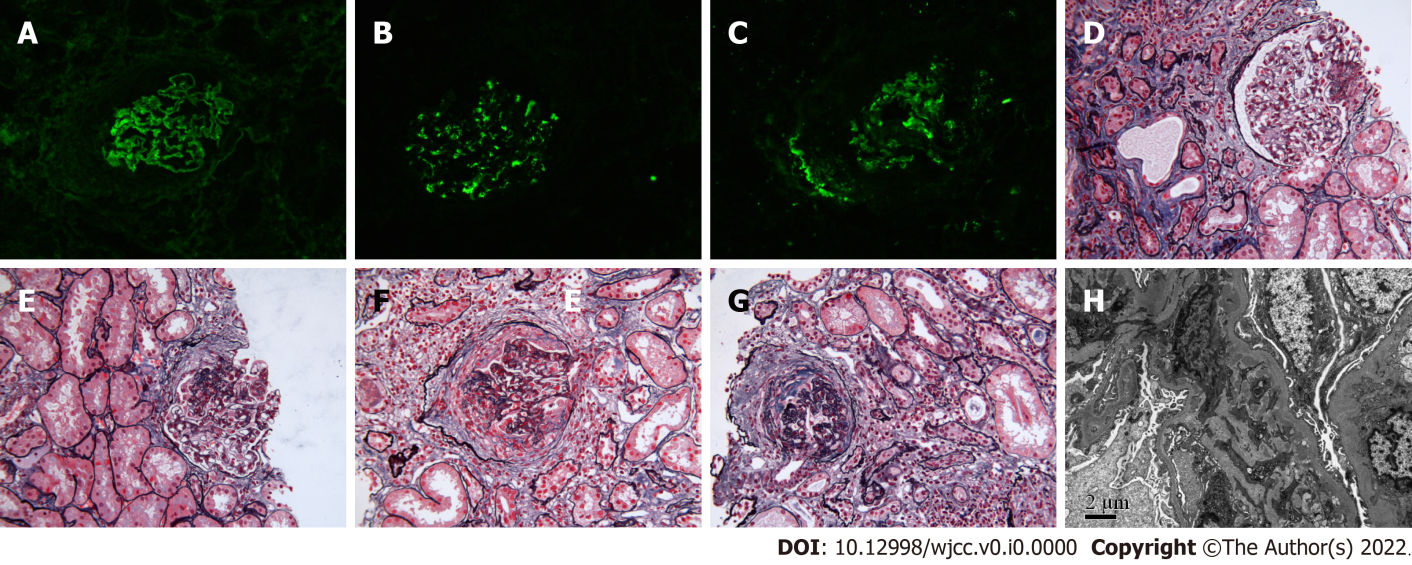 A
B
C
D
E
F
E
G
H
2 μm
DOI: 10.12998/wjcc.v0.i0.0000 Copyright ©The Author(s) 2022.